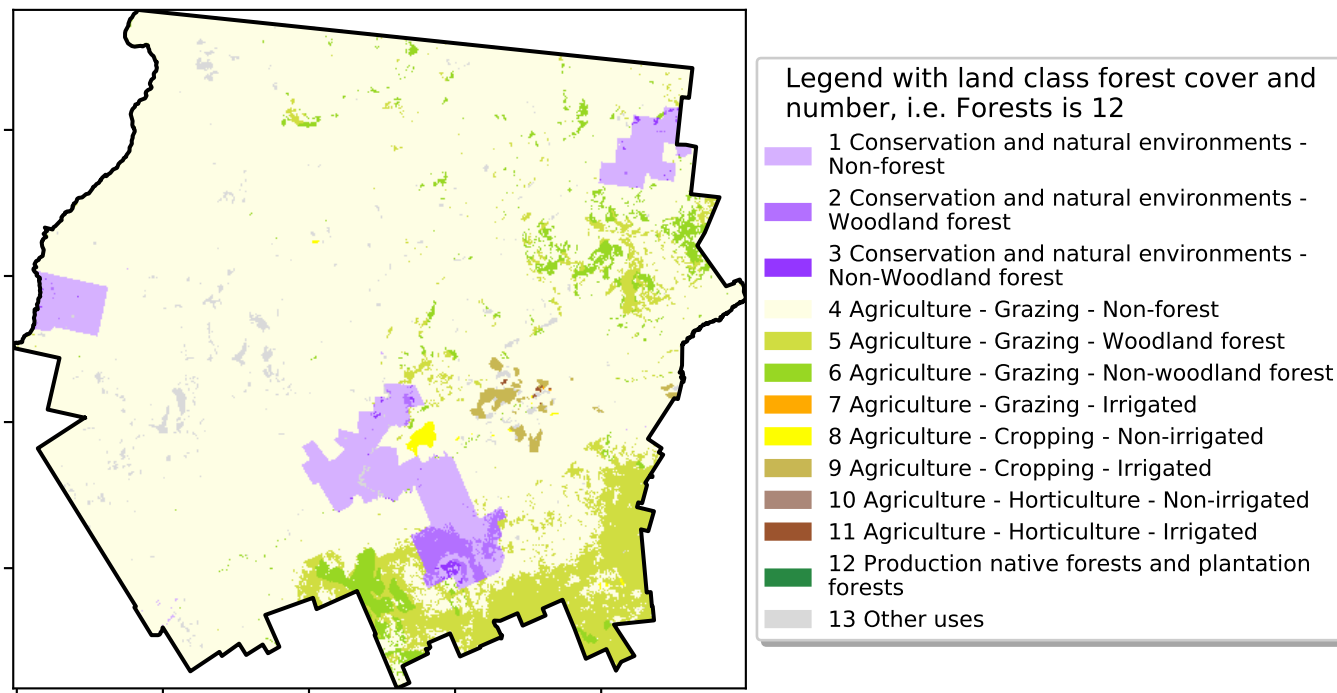 Legend with land class forest cover and
number, i.e. Forests is 12
1 Conservation and natural environments -
Non-forest
2 Conservation and natural environments -
Woodland forest
3 Conservation and natural environments -
Non-Woodland forest
4 Agriculture - Grazing - Non-forest
5 Agriculture - Grazing - Woodland forest
6 Agriculture - Grazing - Non-woodland forest
7 Agriculture - Grazing - Irrigated
8 Agriculture - Cropping - Non-irrigated
9 Agriculture - Cropping - Irrigated
10 Agriculture - Horticulture - Non-irrigated
11 Agriculture - Horticulture - Irrigated
12 Production native forests and plantation
forests
13 Other uses